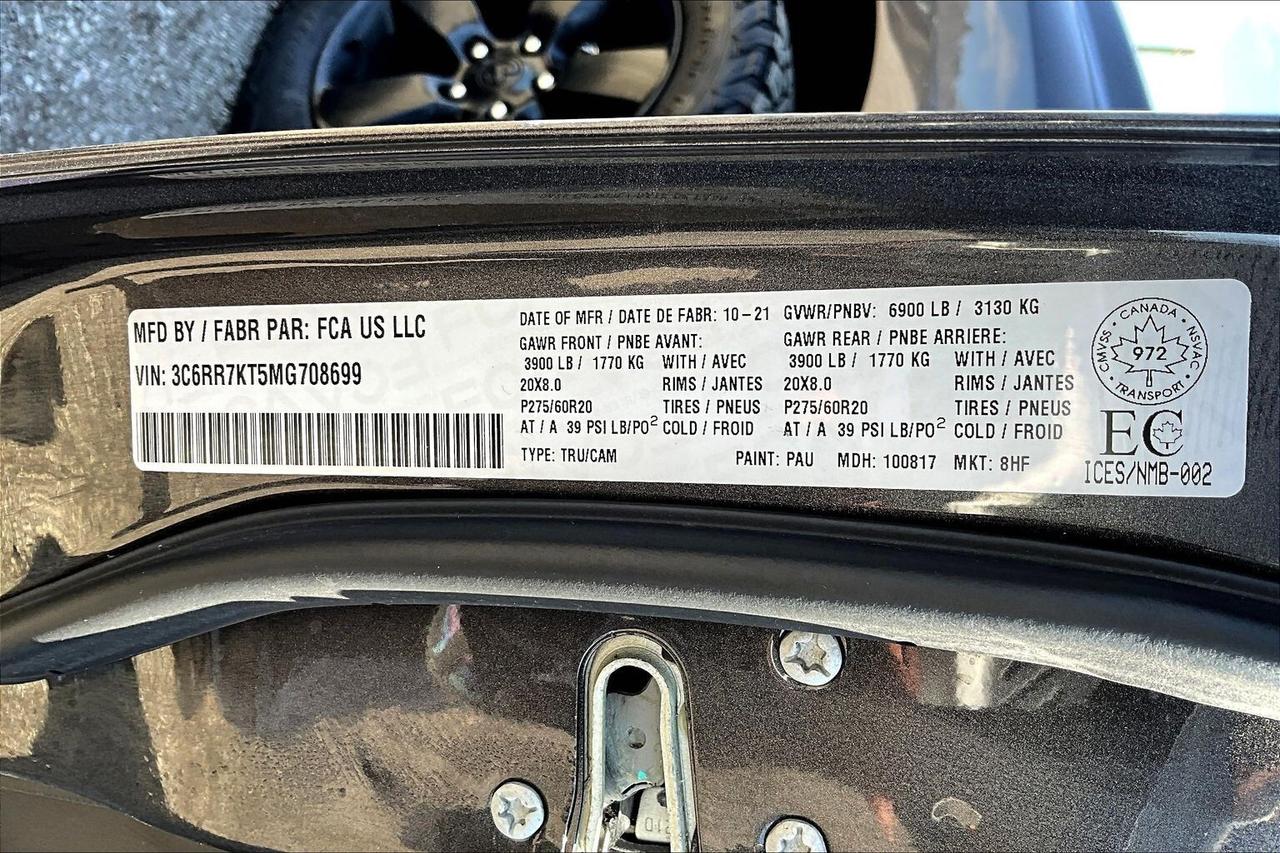 MFD BY / FABR PAR: FCA US LLC
VIN: 3C6RR7KT5MG708699
DATE OF MFR / DATE DE FABR: 10-21 GVWR/PNBV: 6900 LB / 3130 KG
GAWR FRONT / PNBE AVANT: GAWR REAR / PNBE ARRIERE:
3900 LB / 1770 KG WITH / AVEC 3900 LB / 1770 KG WITH / AVEC
20X8.0 RIMS / JANTES 20X8.0 RIMS / JANTES
P275/60R20 TIRES / PNEUS P275/60R20 TIRES / PNEUS
AT / A 39 PSI LB/PO² COLD / FROID AT / A 39 PSI LB/PO² COLD / FROID
TYPE: TRU/CAM PAINT: PAU MDH: 100817 MKT: 8HF
CMVSS • CANADA • NSVAC • TRANSPORT •
972
EC
ICES/NMB-002